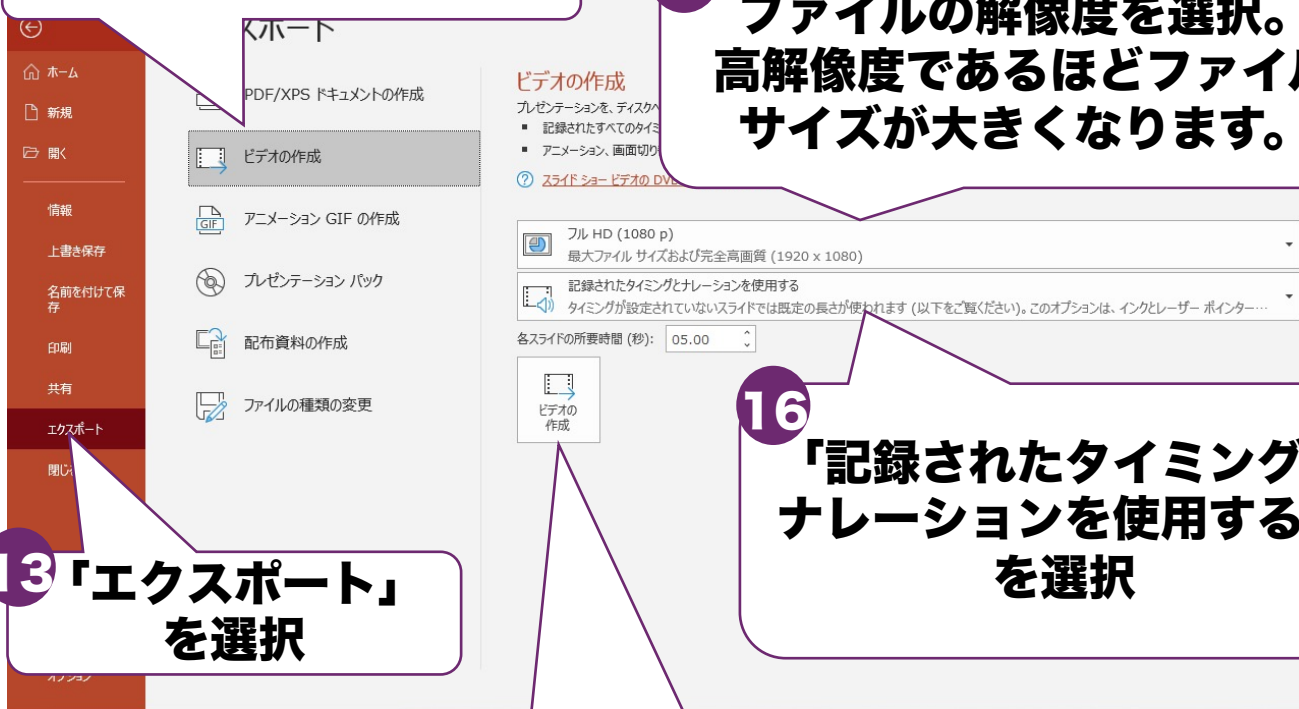 ファイルの解像度を選択。
高解像度であるほどファイル
サイズが大きくなります。
スポート
ホーム
新規
開く
情報
上書き保存
名前を付けて保
存
印刷
共有
エクスポート
閉じ
オプション
PDF/XPS ドキュメントの作成
ビデオの作成
アニメーション GIF の作成
GIF
プレゼンテーション パック
配布資料の作成
ファイルの種類の変更
ビデオの作成
プレゼンテーションを、ディスクへ
▪ 記録されたすべてのタイミ
▪ アニメーション、画面切り
? スライド ショー ビデオの DV
フル HD (1080 p)
最大ファイル サイズおよび完全高画質 (1920 x 1080)
記録されたタイミングとナレーションを使用する
タイミングが設定されていないスライドでは既定の長さが使われます (以下をご覧ください)。このオプションは、インクとレーザー ポインター…
各スライドの所要時間 (秒): 05.00
ビデオの
作成
13
「エクスポート」
を選択
16
「記録されたタイミング
ナレーションを使用する
を選択